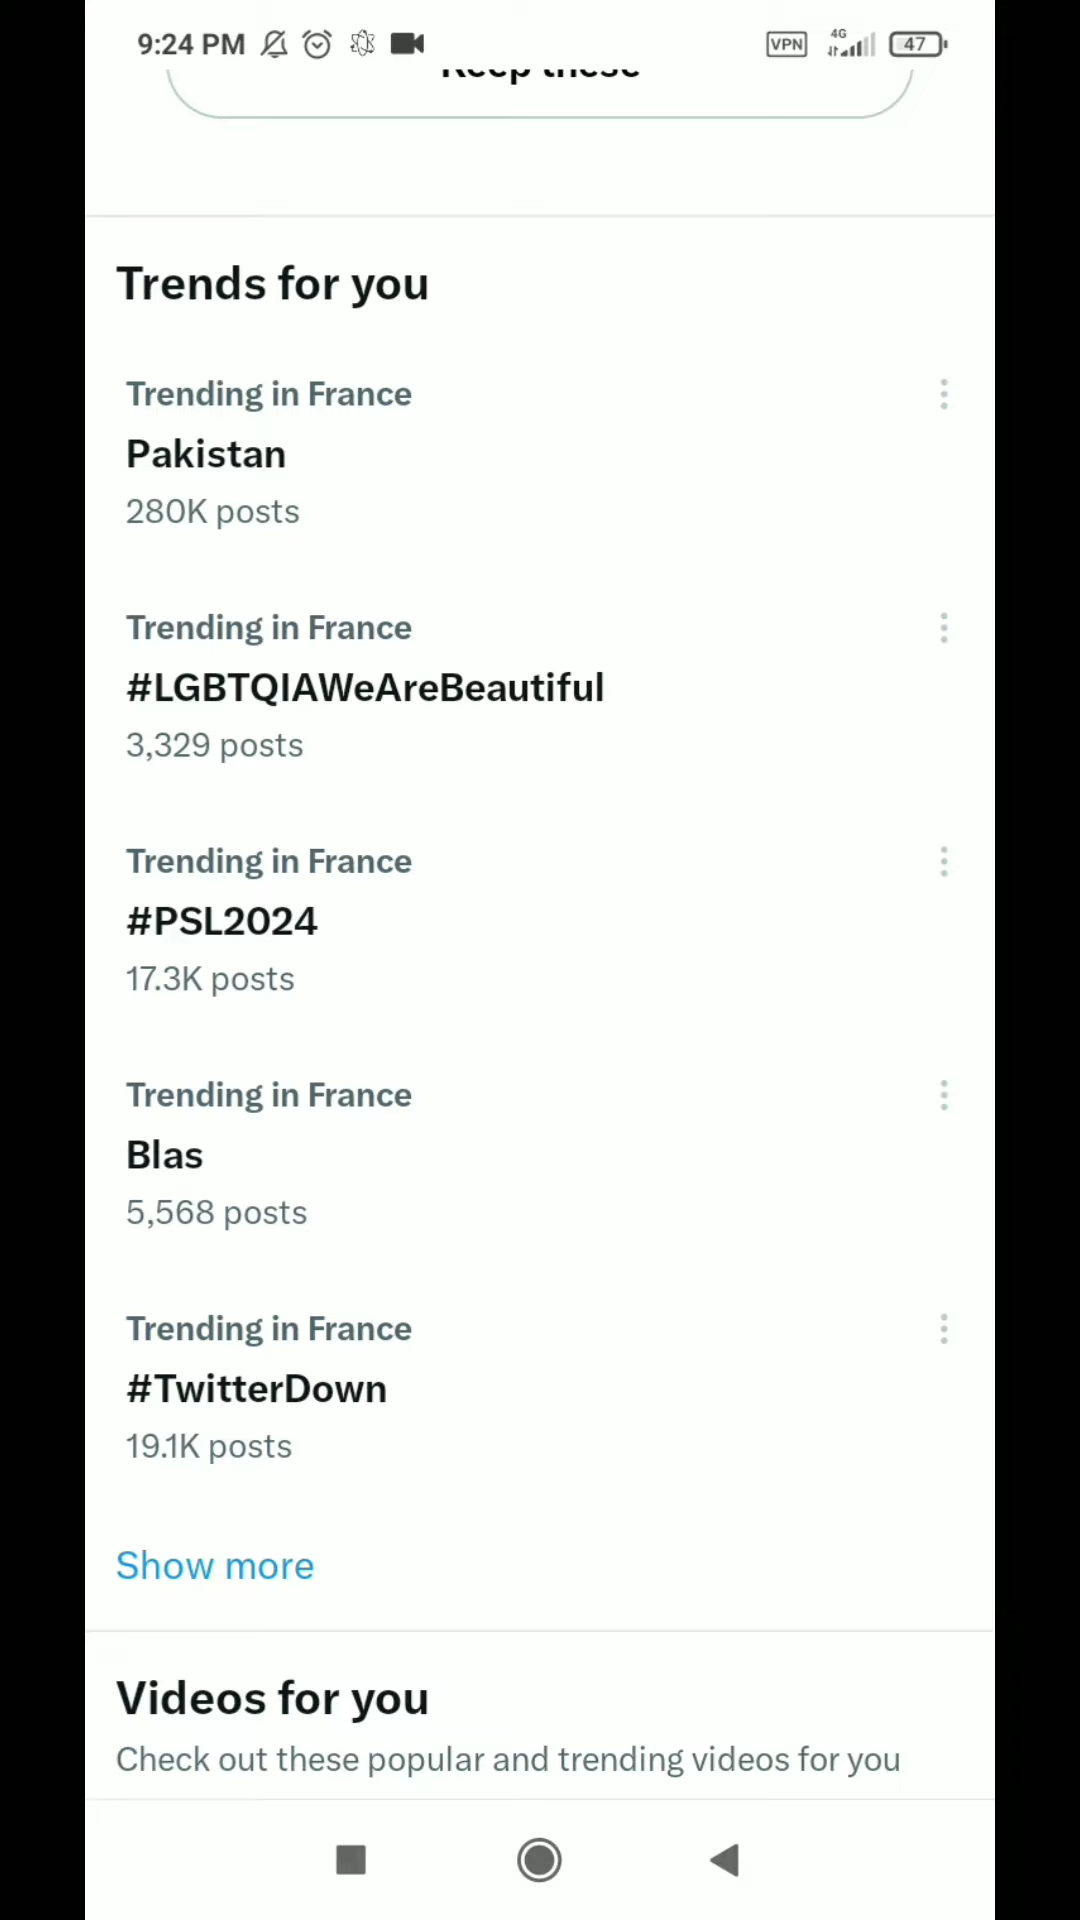 9:24 PM VPN 4G 47
Keep these
Trends for you
Trending in France
Pakistan
280K posts
Trending in France
#LGBTQIAWeAreBeautiful
3,329 posts
Trending in France
#PSL2024
17.3K posts
Trending in France
Blas
5,568 posts
Trending in France
#TwitterDown
19.1K posts
Show more
Videos for you
Check out these popular and trending videos for you